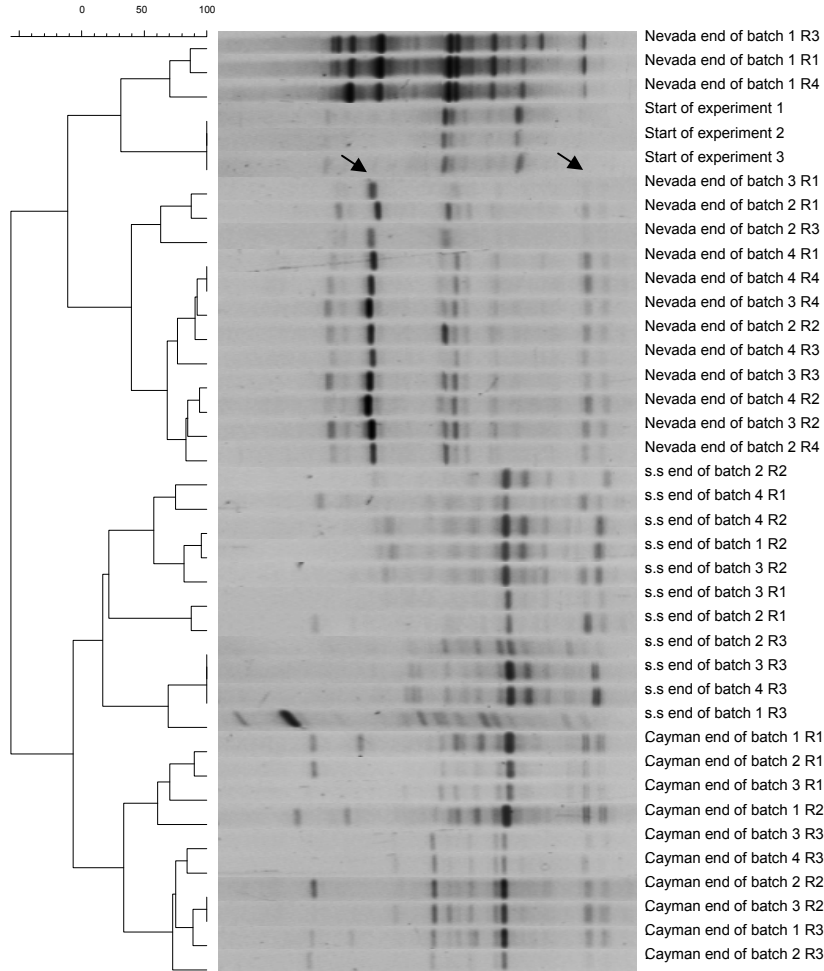 0 50 100
Nevada end of batch 1 R3
Nevada end of batch 1 R1
Nevada end of batch 1 R4
Start of experiment 1
Start of experiment 2
Start of experiment 3
Nevada end of batch 3 R1
Nevada end of batch 2 R1
Nevada end of batch 2 R3
Nevada end of batch 4 R1
Nevada end of batch 4 R4
Nevada end of batch 3 R4
Nevada end of batch 2 R2
Nevada end of batch 4 R3
Nevada end of batch 3 R3
Nevada end of batch 4 R2
Nevada end of batch 3 R2
Nevada end of batch 2 R4
s.s end of batch 2 R2
s.s end of batch 4 R1
s.s end of batch 4 R2
s.s end of batch 1 R2
s.s end of batch 3 R2
s.s end of batch 3 R1
s.s end of batch 2 R1
s.s end of batch 2 R3
s.s end of batch 3 R3
s.s end of batch 4 R3
s.s end of batch 1 R3
Cayman end of batch 1 R1
Cayman end of batch 2 R1
Cayman end of batch 3 R1
Cayman end of batch 1 R2
Cayman end of batch 3 R3
Cayman end of batch 4 R3
Cayman end of batch 2 R2
Cayman end of batch 3 R2
Cayman end of batch 1 R3
Cayman end of batch 2 R3